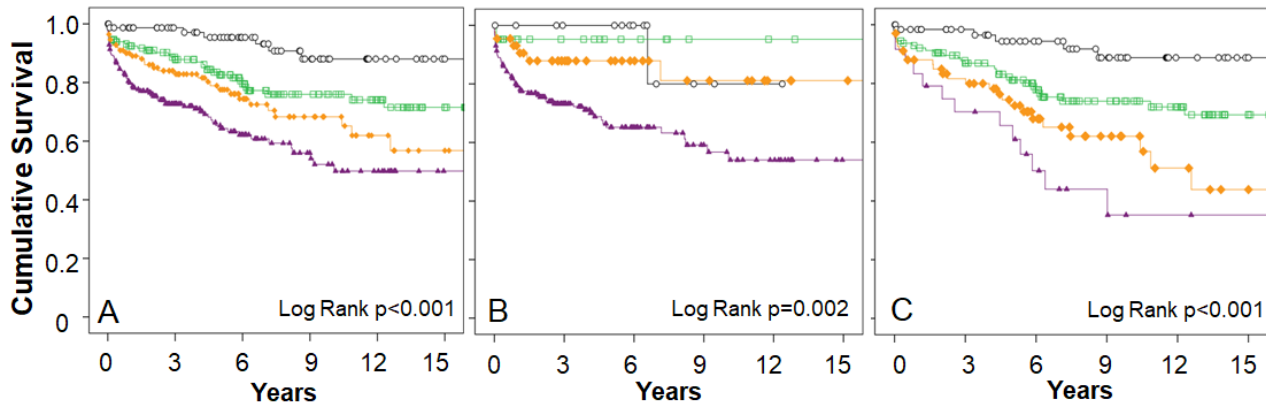 Cumulative Survival
1.0
0.8
0.6
0.4
0.2
0
A
Log Rank p<0.001
B
Log Rank p=0.002
C
Log Rank p<0.001
0 3 6 9 12 15
0 3 6 9 12 15
0 3 6 9 12 15
Years
Years
Years